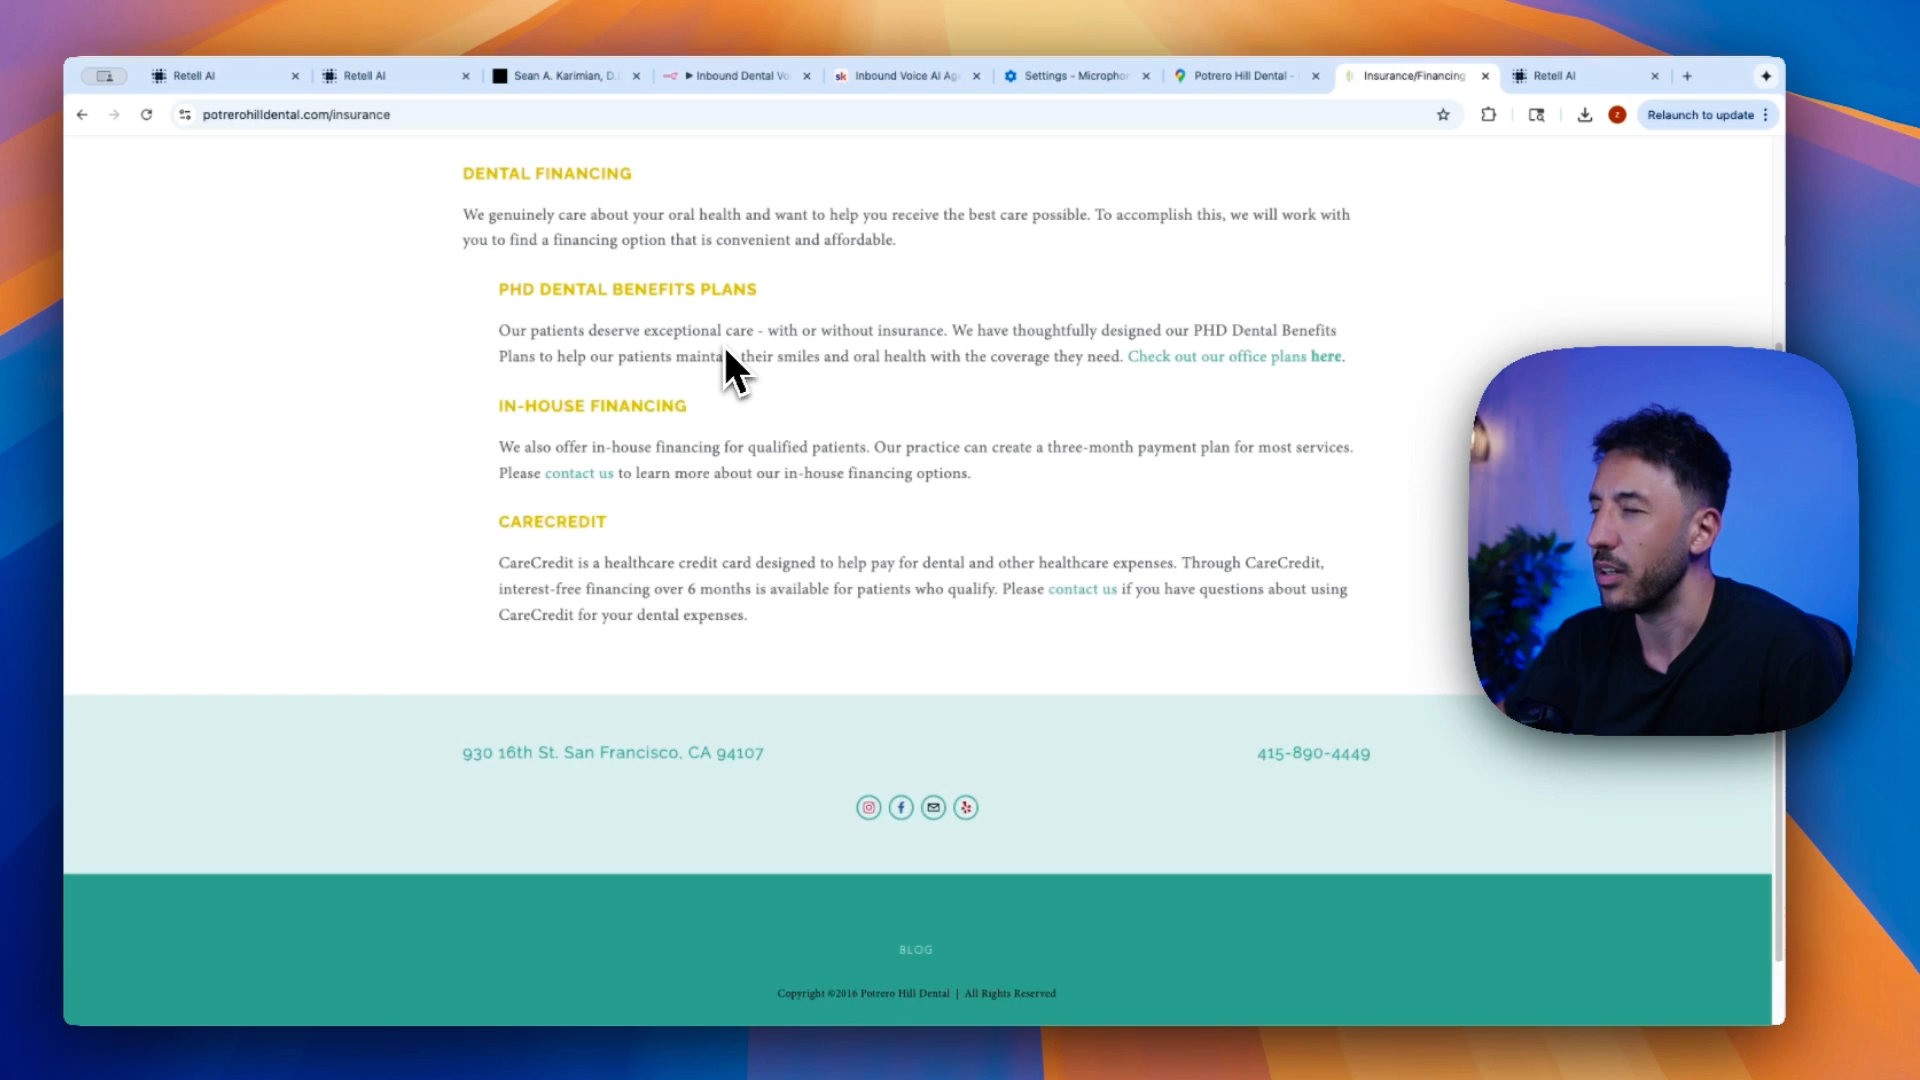 Retell AI
Retell AI
Sean A. Karimian, D.
Inbound Dental Vo
sk Inbound Voice AI Ag
Settings - Microphor
Potrero Hill Dental -
Insurance/Financing
Retell AI
potrerohilldental.com/insurance
z
Relaunch to update
DENTAL FINANCING
We genuinely care about your oral health and want to help you receive the best care possible. To accomplish this, we will work with
you to find a financing option that is convenient and affordable.
PHD DENTAL BENEFITS PLANS
Our patients deserve exceptional care - with or without insurance. We have thoughtfully designed our PHD Dental Benefits
Plans to help our patients mainta their smiles and oral health with the coverage they need. Check out our office plans here.
IN-HOUSE FINANCING
We also offer in-house financing for qualified patients. Our practice can create a three-month payment plan for most services.
Please contact us to learn more about our in-house financing options.
CARECREDIT
CareCredit is a healthcare credit card designed to help pay for dental and other healthcare expenses. Through CareCredit,
interest-free financing over 6 months is available for patients who qualify. Please contact us if you have questions about using
CareCredit for your dental expenses.
930 16th St. San Francisco, CA 94107
415-890-4449
BLOG
Copyright ©2016 Potrero Hill Dental | All Rights Reserved